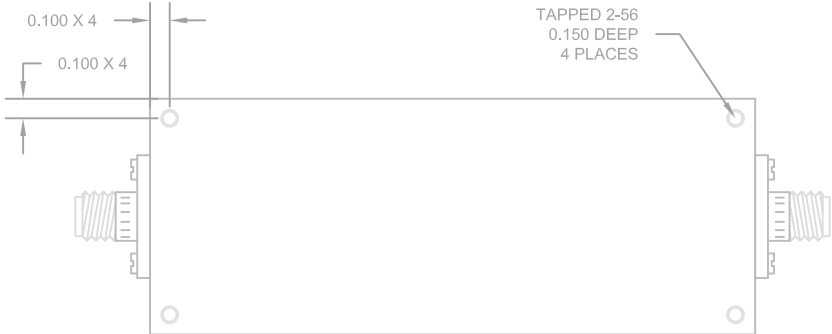 0.100 X 4
0.100 X 4
TAPPED 2-56
0.150 DEEP
4 PLACES